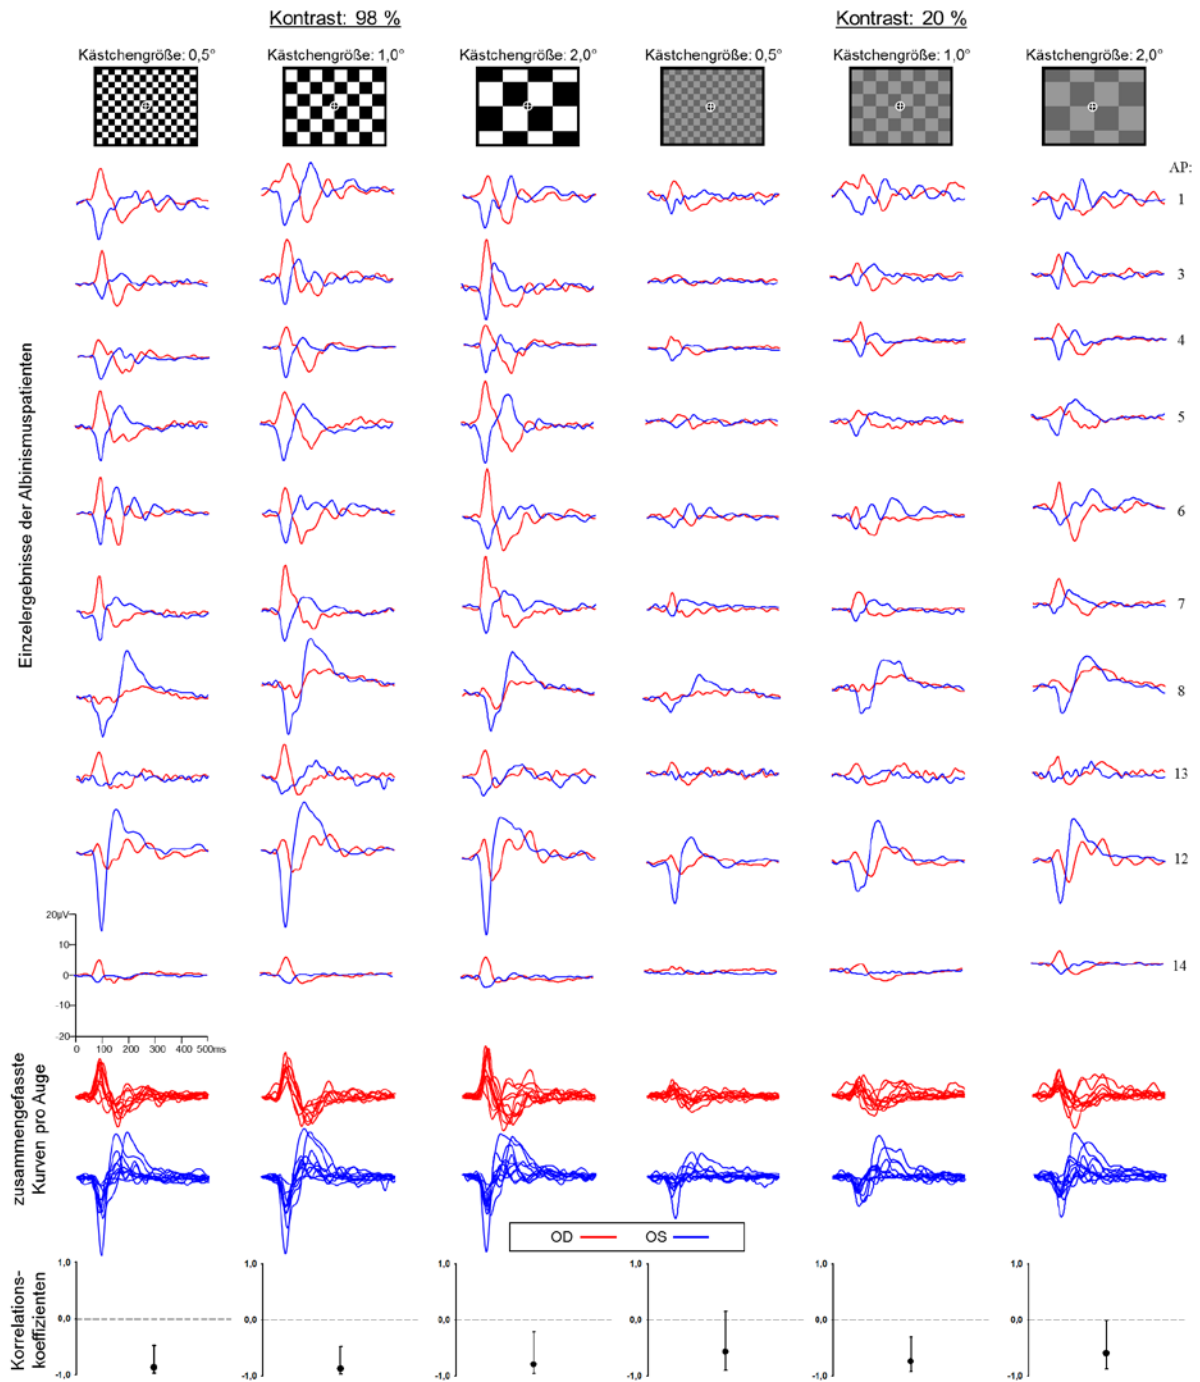 Kontrast: 98 %
Kontrast: 20 %
Kästchengröße: 0,5°
Kästchengröße: 1,0°
Kästchengröße: 2,0°
Kästchengröße: 0,5°
Kästchengröße: 1,0°
Kästchengröße: 2,0°
AP:
1
3
4
5
6
7
8
13
12
14
Einzelergebnisse der Albinismuspatienten
20µV
10
0
-10
-20
0 100 200 300 400 500ms
zusammengefasste
Kurven pro Auge
OD OS
Korrelations-
koeffizienten
1,0 1,0 1,0 1,0 1,0 1,0
0,0 0,0 0,0 0,0 0,0 0,0
-1,0 -1,0 -1,0 -1,0 -1,0 -1,0